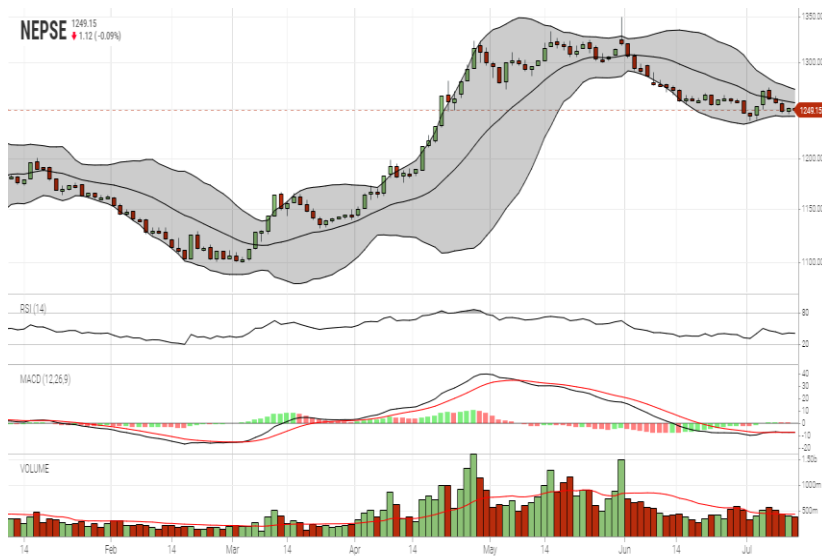 NEPSE 1249.15
1.12 ( -0.09%)
1350.00
1300.00
1249.15
1200.00
1150.00
1100.00
RSI (14)
80
20
MACD (12,26,9)
40
30
20
10
0
-10
-20
VOLUME
1.50b
1000m
500m
14 Feb 14 Mar 14 Apr 14 May 14 Jun 14 Jul